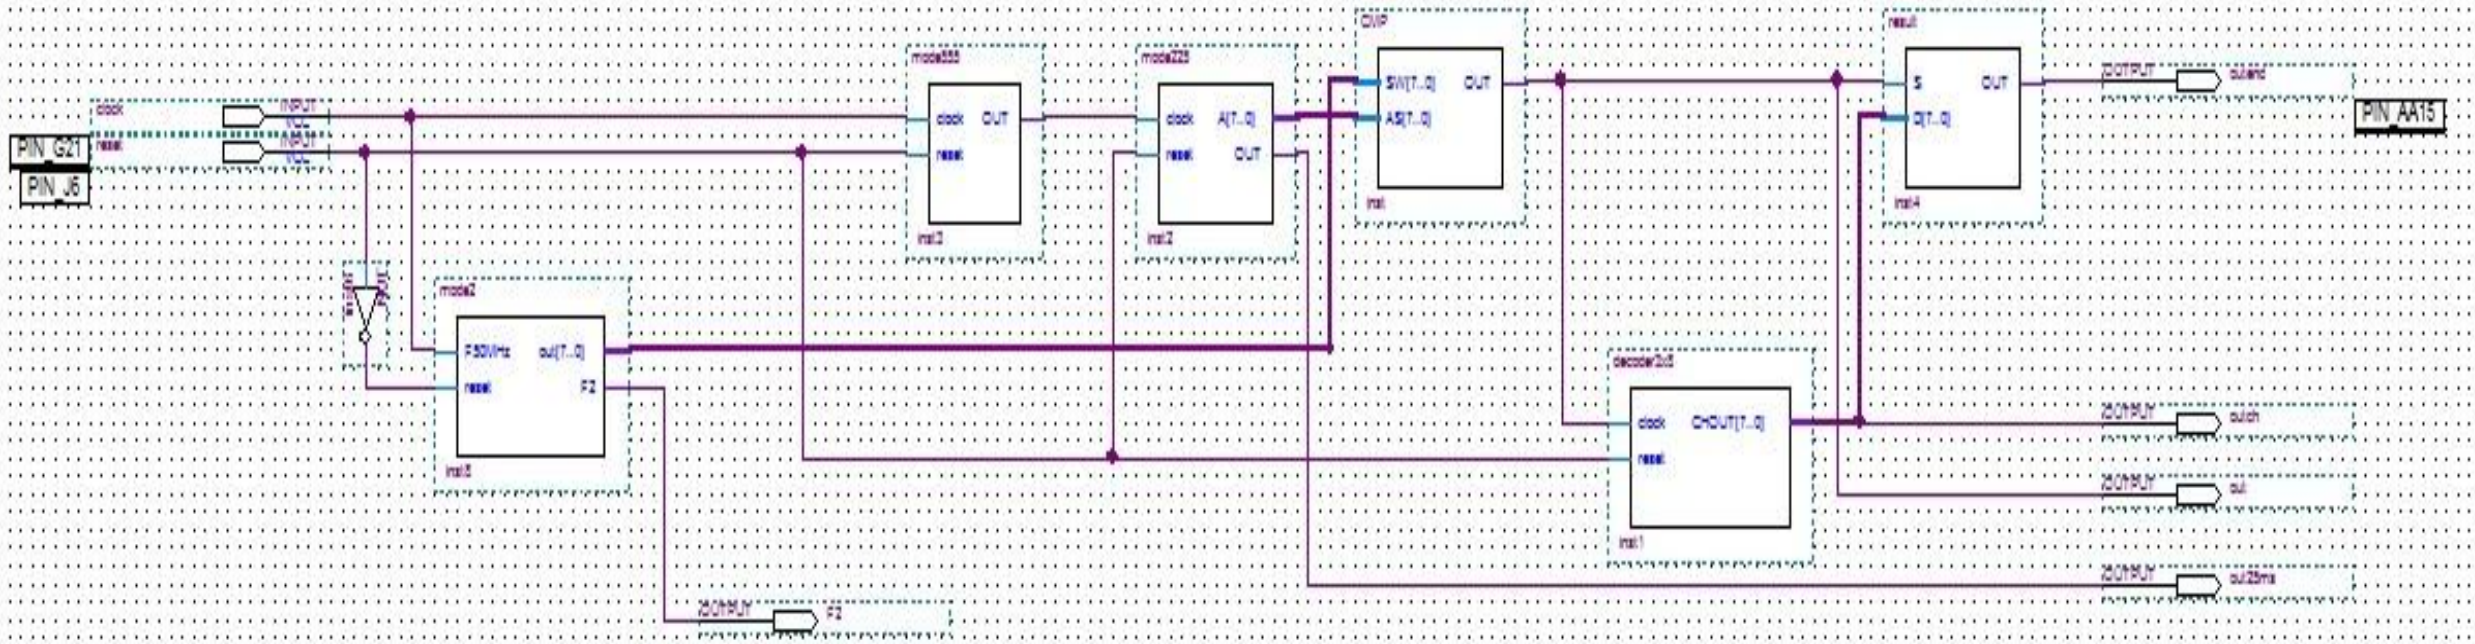 clock
INPUT
VCC
reset
INPUT
VCC
PIN_G21
PIN_J6
mode555
clock OUT
reset
inst3
mode225
clock A[7..0]
reset OUT
inst2
CMP
SW[7..0] OUT
AS[7..0]
inst
result
S OUT
D[7..0]
inst4
OUTPUT
outend
PIN_AA15
NOT
mode2
F50MHz out[7..0]
reset F2
inst5
decoder2x5
clock CHOUT[7..0]
reset
inst1
OUTPUT
outch
OUTPUT
out
OUTPUT
out25ms
OUTPUT
F2